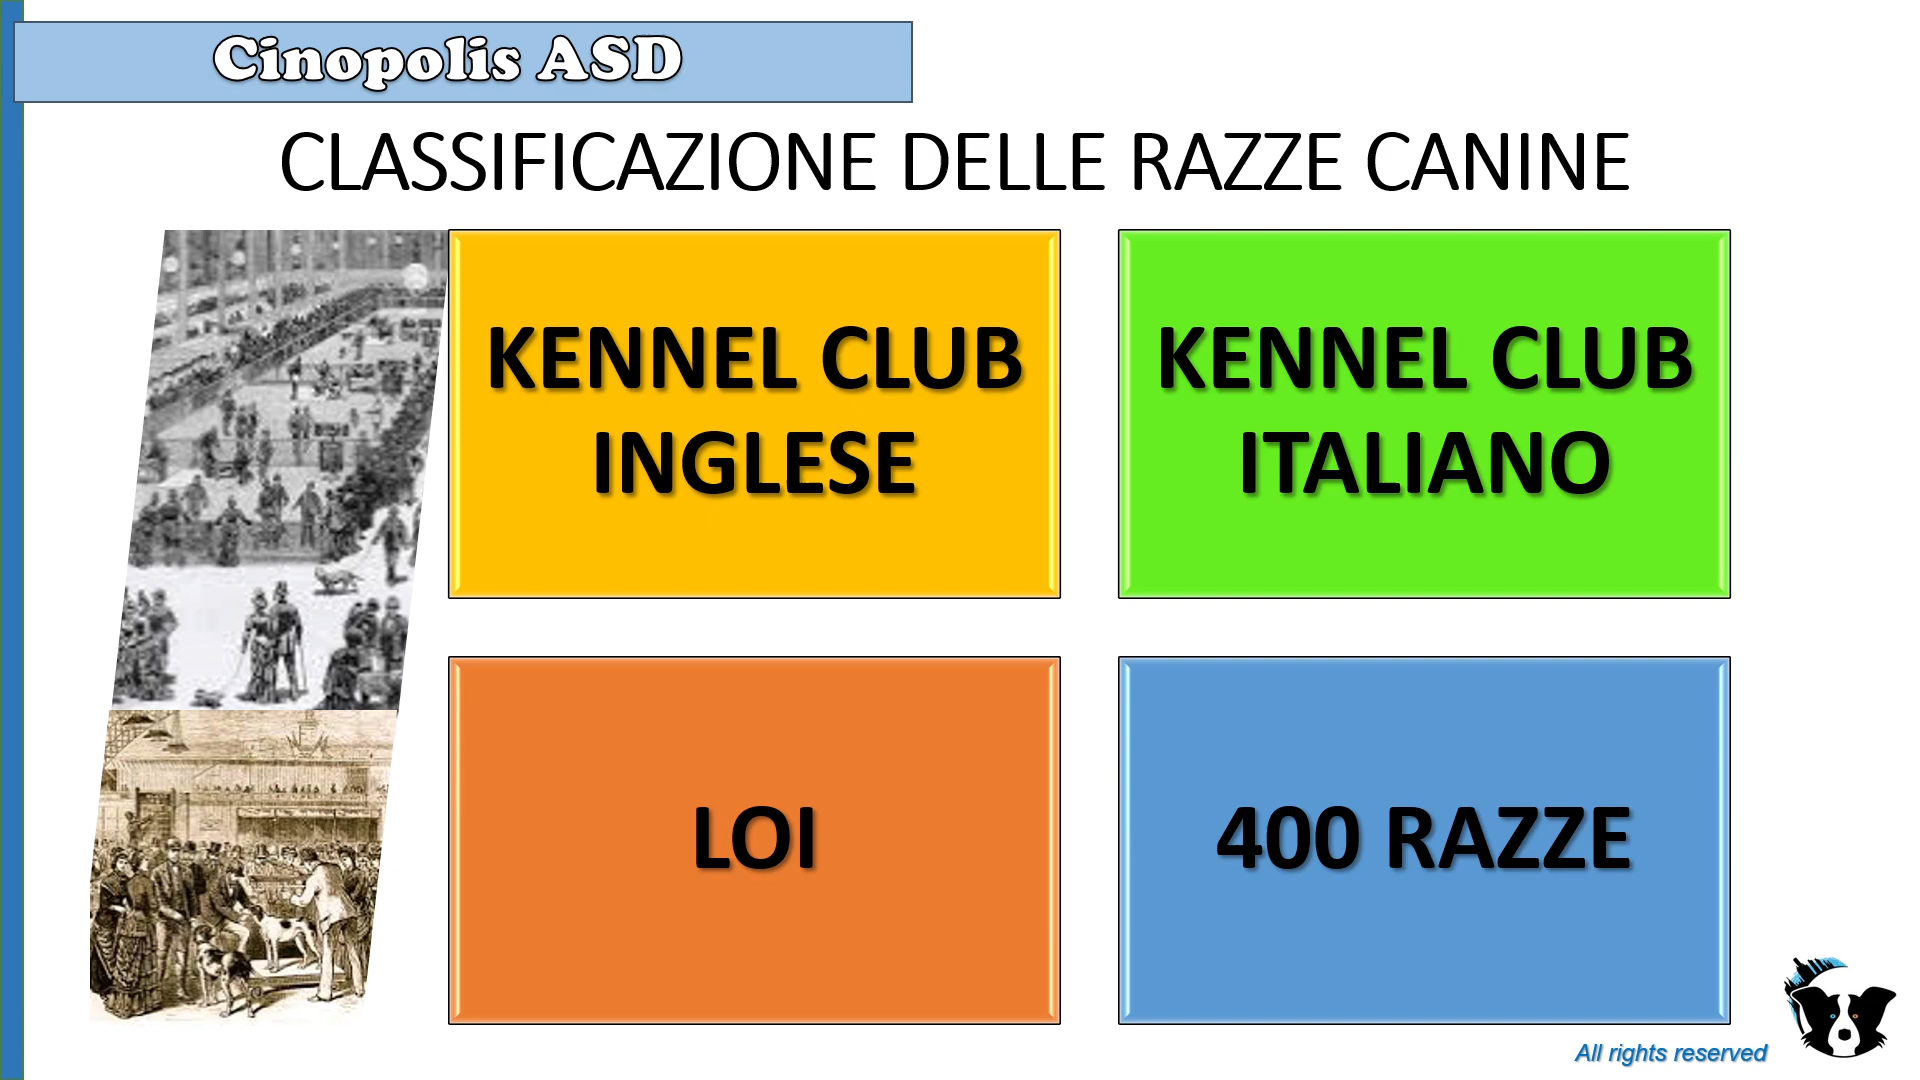 Cinopolis ASD
CLASSIFICAZIONE DELLE RAZZE CANINE
KENNEL CLUB
INGLESE
KENNEL CLUB
ITALIANO
LOI
400 RAZZE
All rights reserved